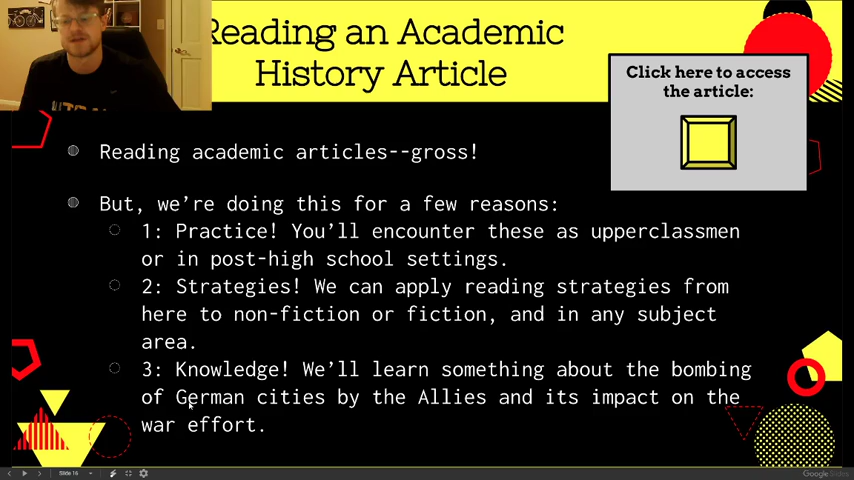 Reading an Academic
History Article
Click here to access
the article:
Reading academic articles--gross!
But, we're doing this for a few reasons:
1: Practice! You'll encounter these as upperclassmen
or in post-high school settings.
2: Strategies! We can apply reading strategies from
here to non-fiction or fiction, and in any subject
area.
3: Knowledge! We'll learn something about the bombing
of German cities by the Allies and its impact on the
war effort.
Slide 16
Google Slides